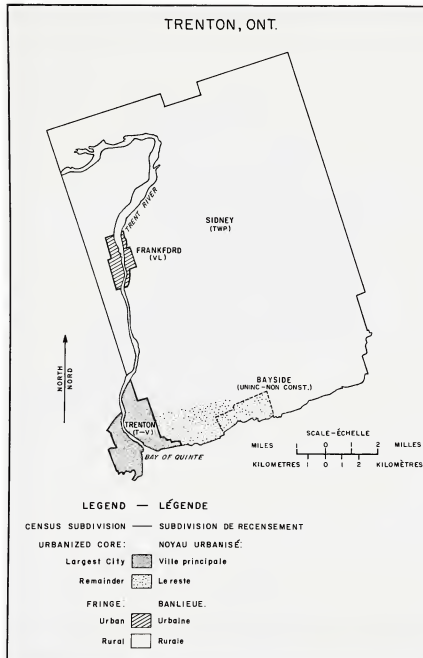 TRENTON, ONT.
TRENT RIVER
SIDNEY
(TWP)
FRANKFORD
(VL)
NORTH
NORD
BAYSIDE
(UNINC-NON CONST.)
TRENTON
(T-V)
BAY OF QUINTE
SCALE-ÉCHELLE
MILES 1 0 1 2 MILLES
KILOMETRES 1 0 1 2 KILOMÈTRES
LEGEND — LÉGENDE
CENSUS SUBDIVISION — SUBDIVISION DE RECENSEMENT
URBANIZED CORE: NOYAU URBANISÉ:
Largest City Ville principale
Remainder Le reste
FRINGE: BANLIEUE.
Urban Urbaine
Rural Rurale